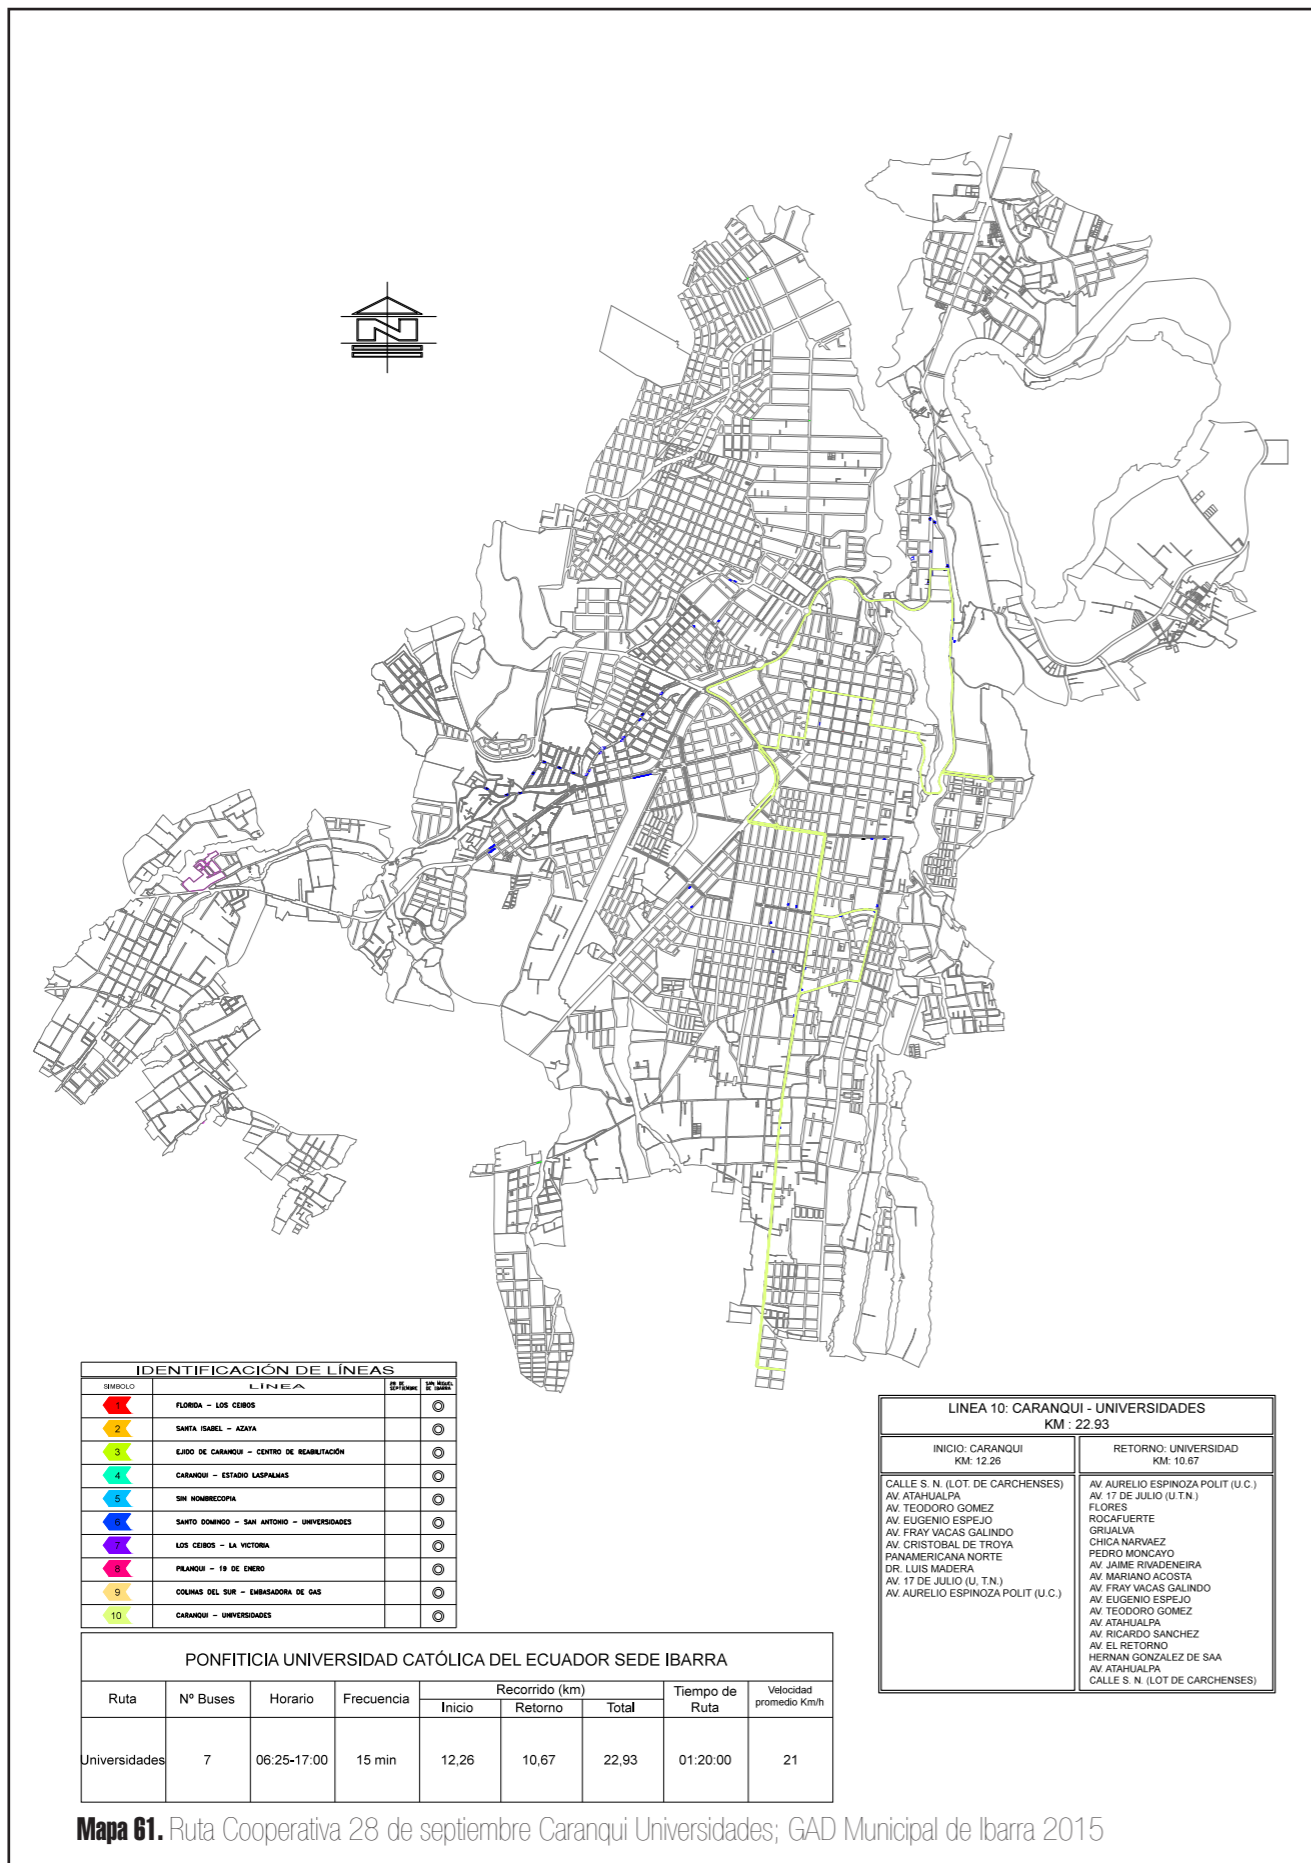 N
IDENTIFICACIÓN DE LÍNEAS
SIMBOLO LÍNEA 28 DE SEPTIEMBRE SAN MIGUEL DE IBARRA
1 FLORIDA - LOS CEIBOS
2 SANTA ISABEL - AZAYA
3 EJIDO DE CARANQUI - CENTRO DE REABILITACIÓN
4 CARANQUI - ESTADIO LASPALMAS
5 SIN NOMBRECOPIA
6 SANTO DOMINGO - SAN ANTONIO - UNIVERSIDADES
7 LOS CEIBOS - LA VICTORIA
8 PILANQUI - 19 DE ENERO
9 COLINAS DEL SUR - EMBASADORA DE GAS
10 CARANQUI - UNIVERSIDADES
LINEA 10: CARANQUI - UNIVERSIDADES
KM : 22.93
INICIO: CARANQUI
KM: 12.26
CALLE S. N. (LOT. DE CARCHENSES)
AV. ATAHUALPA
AV. TEODORO GOMEZ
AV. EUGENIO ESPEJO
AV. FRAY VACAS GALINDO
AV. CRISTOBAL DE TROYA
PANAMERICANA NORTE
DR. LUIS MADERA
AV. 17 DE JULIO (U, T.N.)
AV. AURELIO ESPINOZA POLIT (U.C.)
RETORNO: UNIVERSIDAD
KM: 10.67
AV. AURELIO ESPINOZA POLIT (U.C.)
AV. 17 DE JULIO (U.T.N.)
FLORES
ROCAFUERTE
GRIJALVA
CHICA NARVAEZ
PEDRO MONCAYO
AV. JAIME RIVADENEIRA
AV. MARIANO ACOSTA
AV. FRAY VACAS GALINDO
AV. EUGENIO ESPEJO
AV. TEODORO GOMEZ
AV. ATAHUALPA
AV. RICARDO SANCHEZ
AV. EL RETORNO
HERNAN GONZALEZ DE SAA
AV. ATAHUALPA
CALLE S. N. (LOT DE CARCHENSES)
PONFITICIA UNIVERSIDAD CATÓLICA DEL ECUADOR SEDE IBARRA
Ruta Nº Buses Horario Frecuencia Recorrido (km) Tiempo de Ruta Velocidad promedio Km/h
Inicio Retorno Total
Universidades 7 06:25-17:00 15 min 12,26 10,67 22,93 01:20:00 21
Mapa 61. Ruta Cooperativa 28 de septiembre Caranqui Universidades; GAD Municipal de Ibarra 2015